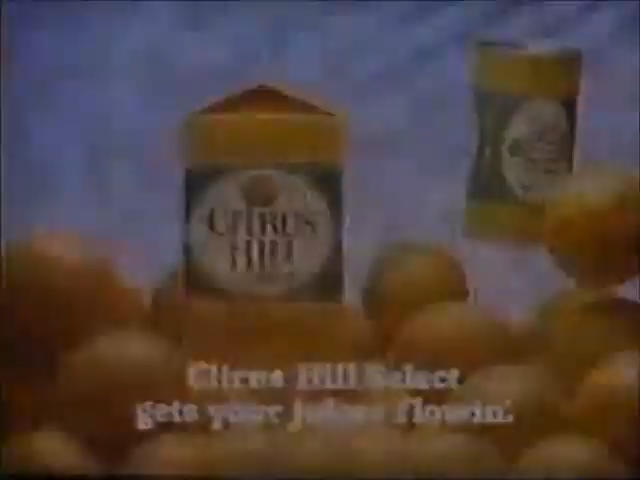 CITRUS
HILL
Citrus Hill Select
gets your juices flowin'.